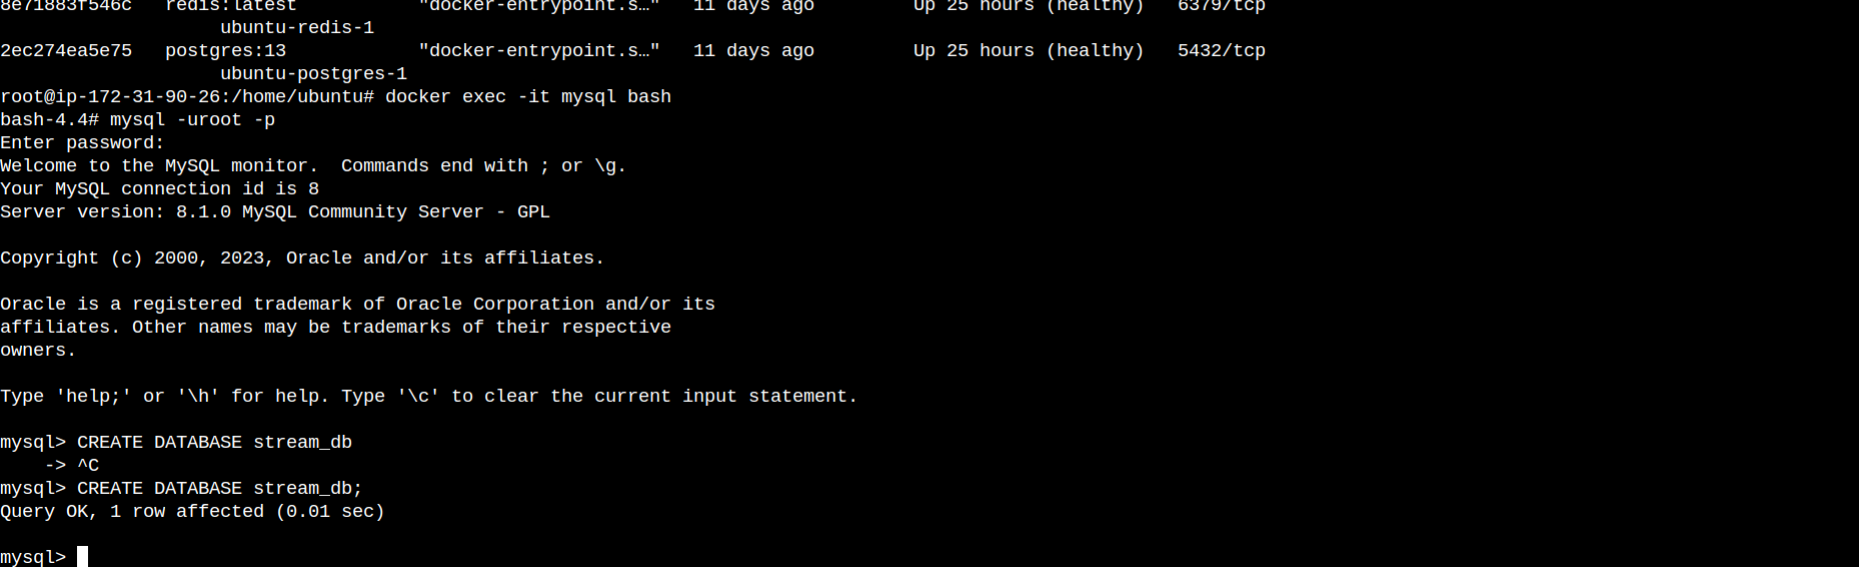 8e71883f546c   redis:latest           "docker-entrypoint.s…"   11 days ago         Up 25 hours (healthy)   6379/tcp
                    ubuntu-redis-1
2ec274ea5e75   postgres:13            "docker-entrypoint.s…"   11 days ago         Up 25 hours (healthy)   5432/tcp
                    ubuntu-postgres-1
root@ip-172-31-90-26:/home/ubuntu# docker exec -it mysql bash
bash-4.4# mysql -uroot -p
Enter password:
Welcome to the MySQL monitor.  Commands end with ; or \g.
Your MySQL connection id is 8
Server version: 8.1.0 MySQL Community Server - GPL

Copyright (c) 2000, 2023, Oracle and/or its affiliates.

Oracle is a registered trademark of Oracle Corporation and/or its
affiliates. Other names may be trademarks of their respective
owners.

Type 'help;' or '\h' for help. Type '\c' to clear the current input statement.

mysql> CREATE DATABASE stream_db
    -> ^C
mysql> CREATE DATABASE stream_db;
Query OK, 1 row affected (0.01 sec)

mysql>